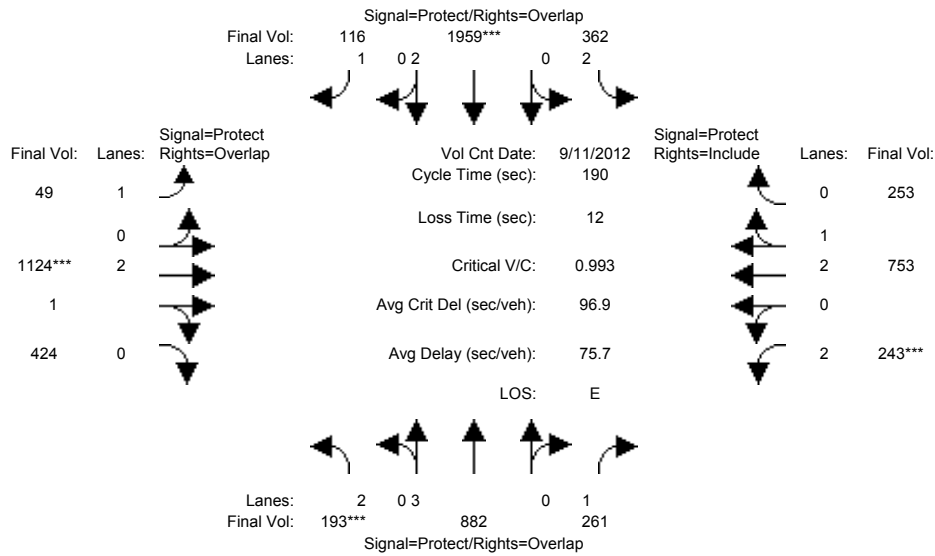 Signal=Protect/Rights=Overlap
Final Vol: 116 1959*** 362
Lanes: 1 0 2 0 2
Signal=Protect Signal=Protect
Final Vol: Lanes: Rights=Overlap Vol Cnt Date: 9/11/2012 Rights=Include Lanes: Final Vol:
Cycle Time (sec): 190
49 1 0 253
Loss Time (sec): 12
0 1
1124*** 2 Critical V/C: 0.993 2 753
1 Avg Crit Del (sec/veh): 96.9 0
424 0 Avg Delay (sec/veh): 75.7 2 243***
LOS: E
Lanes: 2 0 3 0 1
Final Vol: 193*** 882 261
Signal=Protect/Rights=Overlap